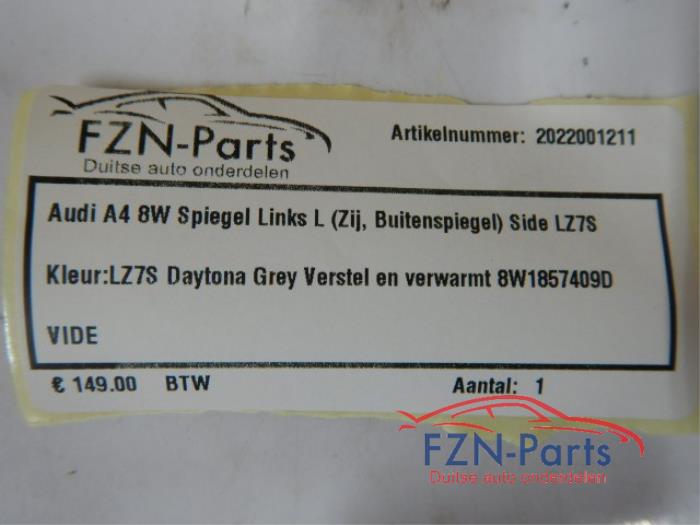 FZN-Parts
Duitse auto onderdelen
Artikelnummer: 2022001211
Audi A4 8W Spiegel Links L (Zij, Buitenspiegel) Side LZ7S
Kleur:LZ7S Daytona Grey Verstel en verwarmt 8W1857409D
VIDE
€ 149.00 BTW Aantal: 1
FZN-Parts
Duitse auto onderdelen